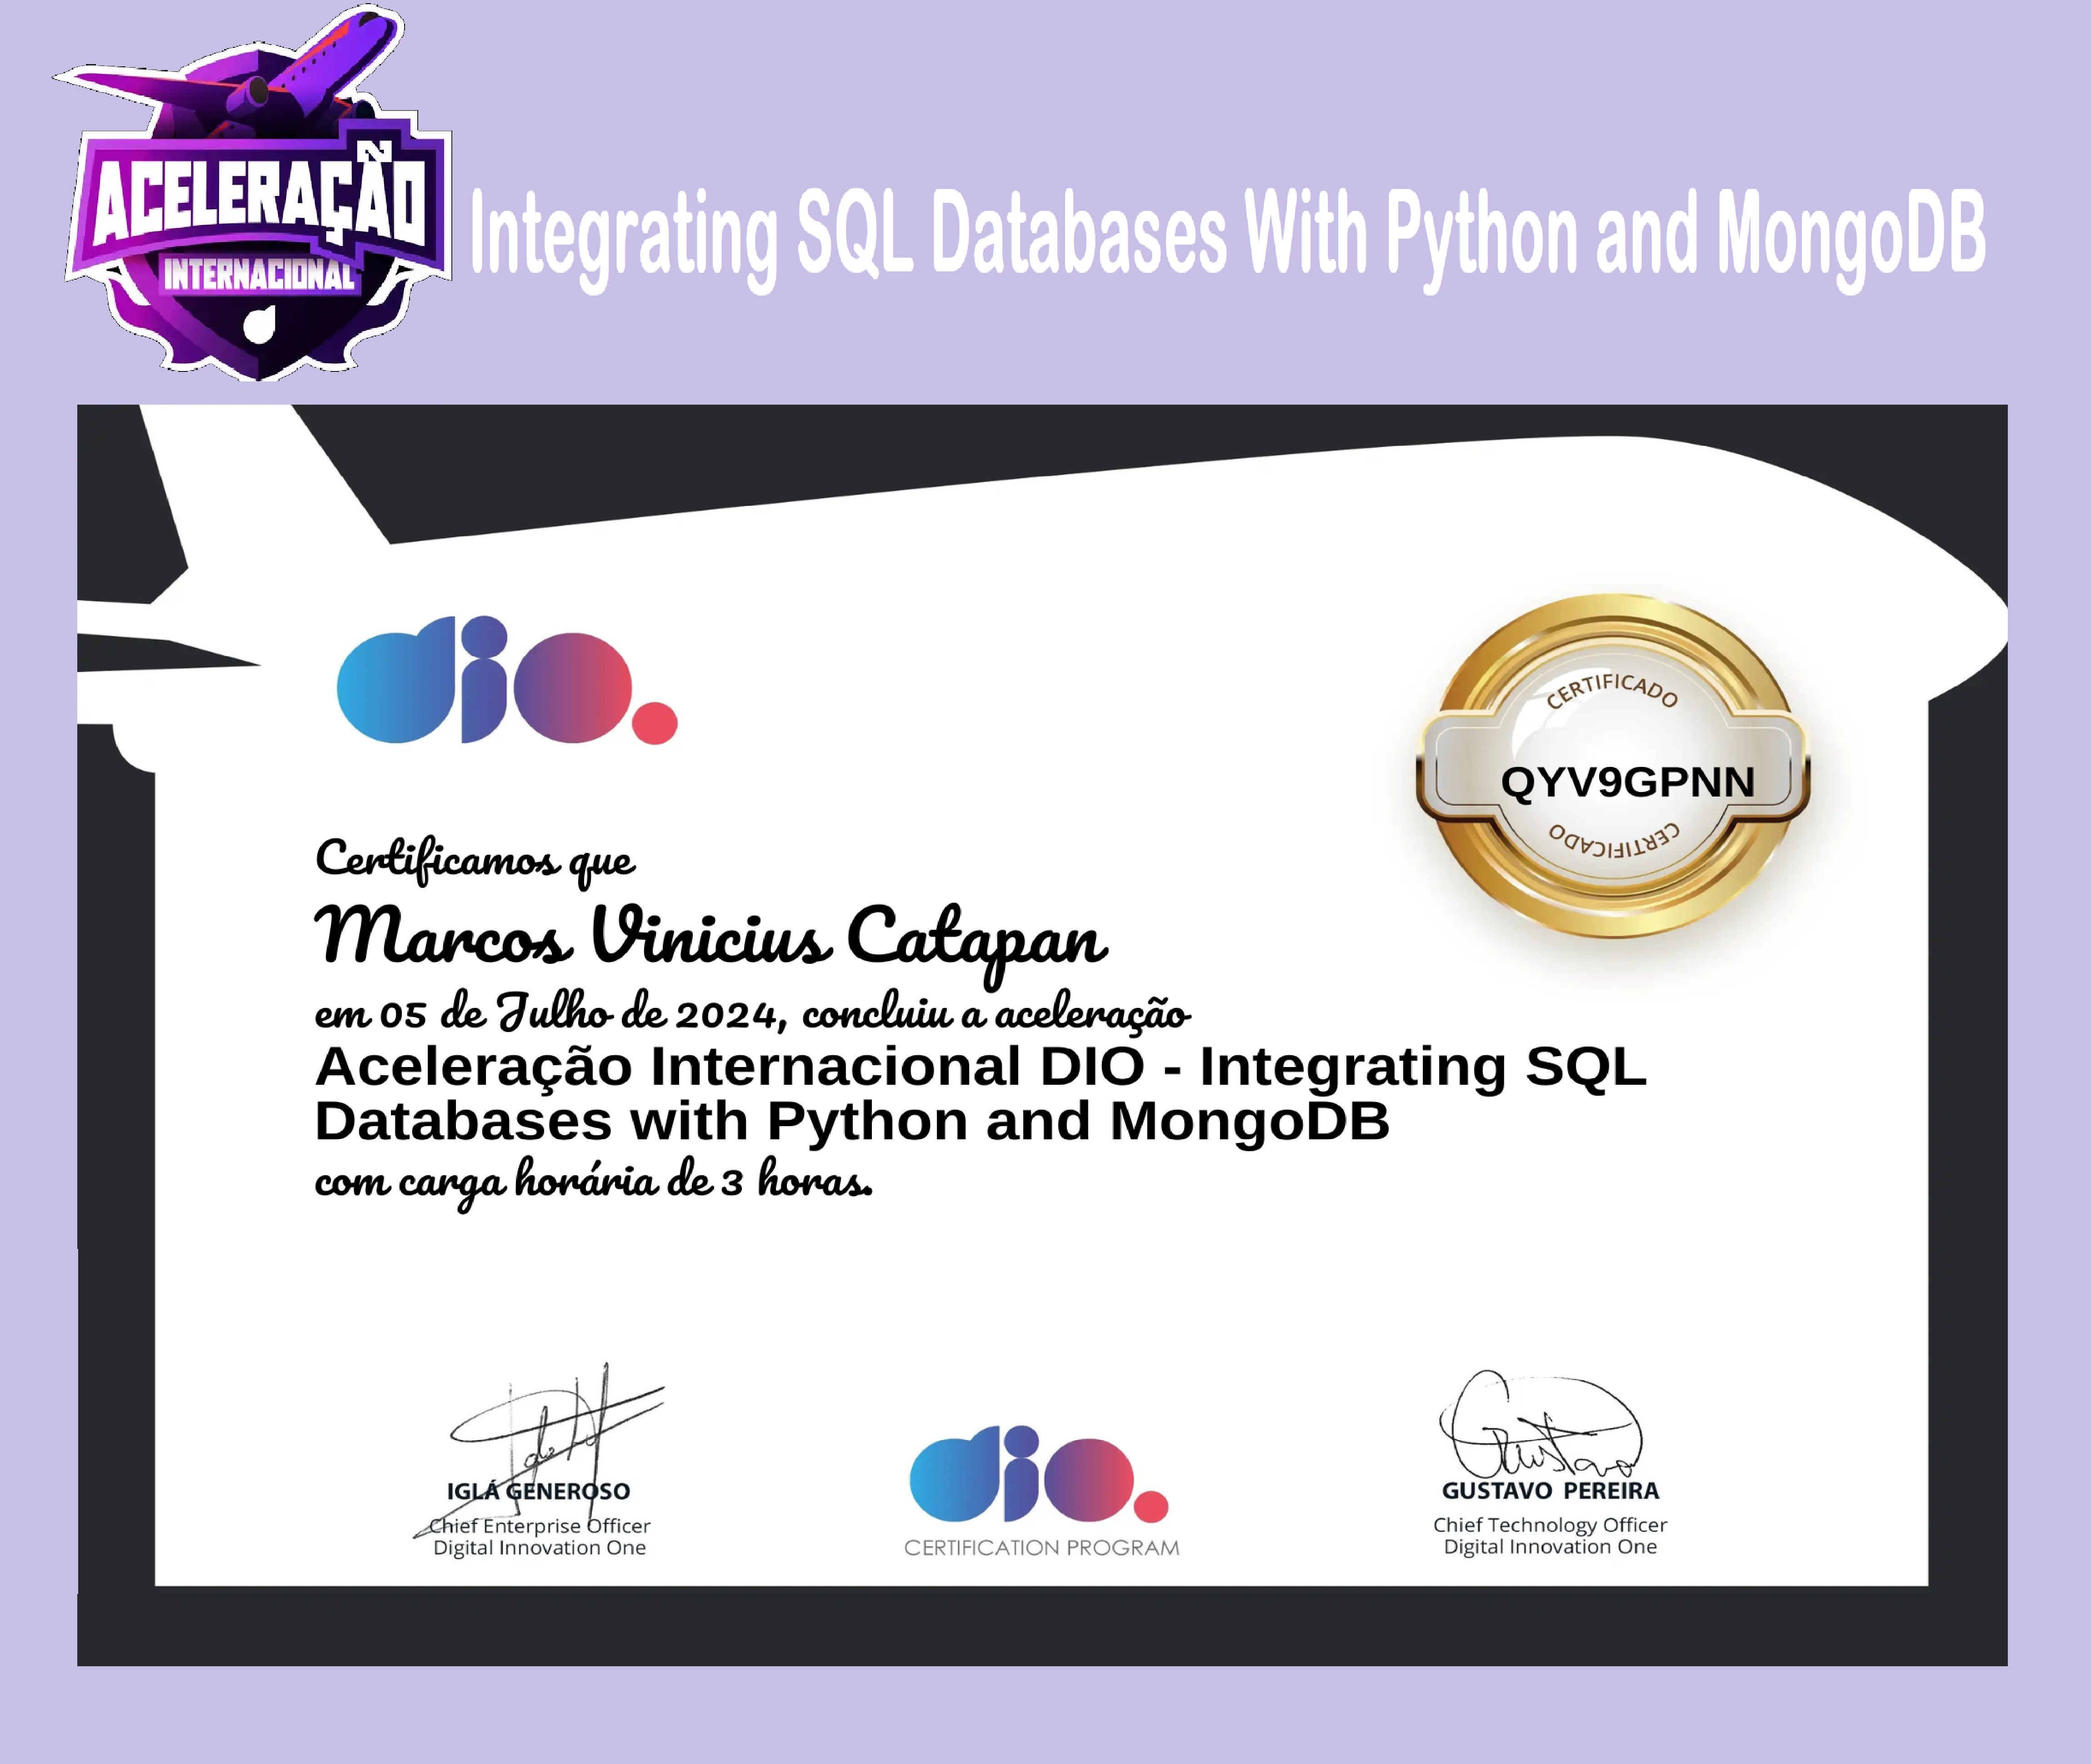 ACELERAÇÃO
INTERNACIONAL
Integrating SQL Databases With Python and MongoDB
dio.
CERTIFICADO
QYV9GPNN
CERTIFICADO
Certificamos que
Marcos Vinicius Catapan
em 05 de Julho de 2024, concluiu a aceleração
Aceleração Internacional DIO - Integrating SQL
Databases with Python and MongoDB
com carga horária de 3 horas.
IGLÁ GENEROSO
Chief Enterprise Officer
Digital Innovation One
dio.
CERTIFICATION PROGRAM
Gustavo
GUSTAVO PEREIRA
Chief Technology Officer
Digital Innovation One